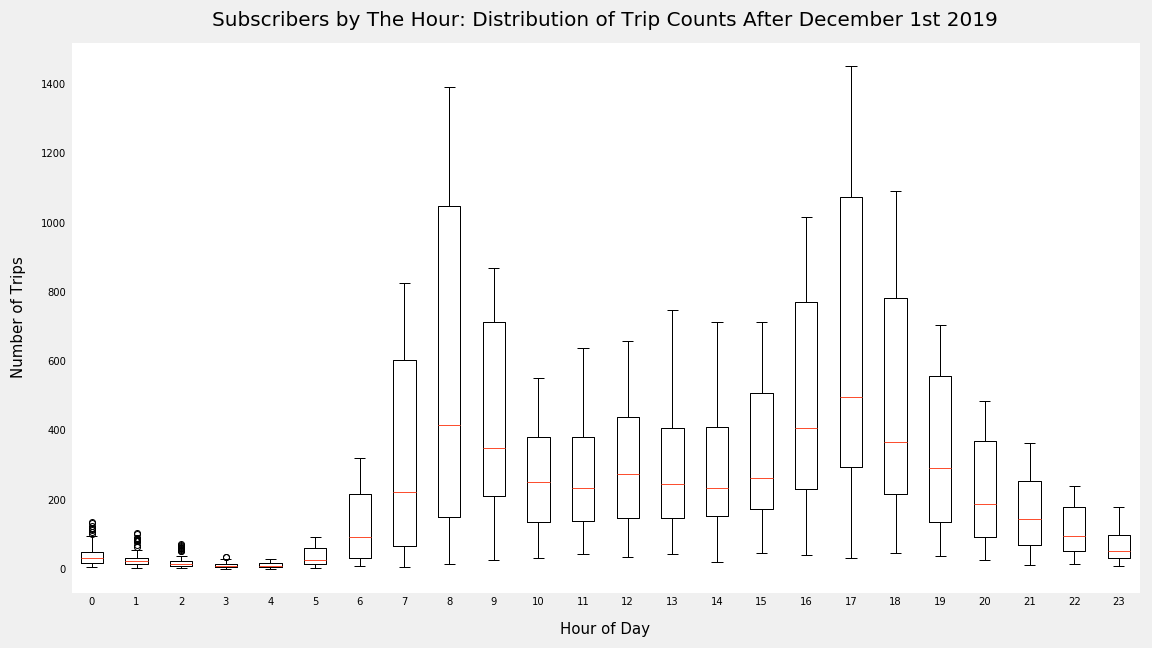 Subscribers by The Hour: Distribution of Trip Counts After December 1st 2019
Number of Trips
1400
1200
1000
800
600
400
200
0
0 1 2 3 4 5 6 7 8 9 10 11 12 13 14 15 16 17 18 19 20 21 22 23
Hour of Day